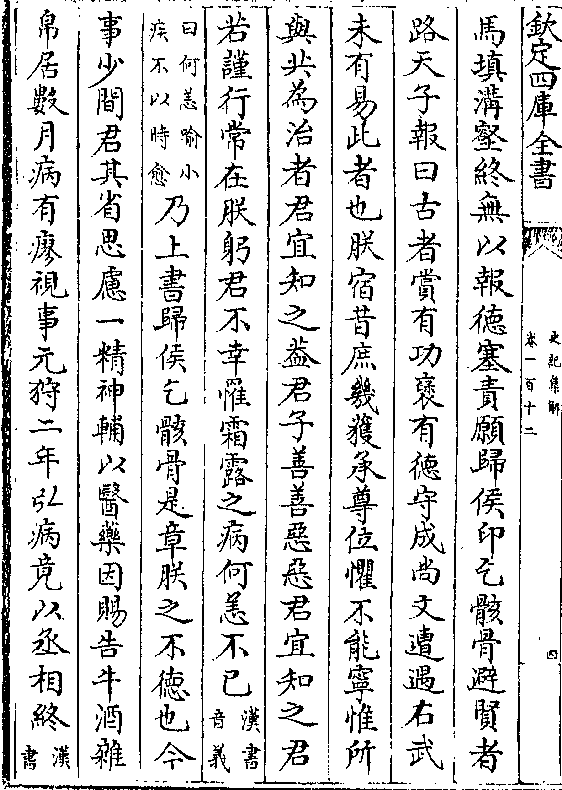 欽定四庫全書
史記集解
卷一百十二
四
馬填溝壑終無以報德塞責願歸侯印乞骸骨避賢者
路天子報曰古者賞有功襃有德守成尚文遭遇右武
未有易此者也朕宿昔庶幾獲承尊位懼不能寧惟所
與共為治者君宜知之葢君子善善惡惡君宜知之君
若謹行常在朕躬君不幸罹霜露之病何恙不已漢書音義
曰何恙喻小疾不以時愈乃上書歸侯乞骸骨是章朕之不德也今
事少間君其省思慮一精神輔以醫藥因賜告牛酒雜
帛居數月病有瘳視事元狩二年弘病竟以丞相終漢書